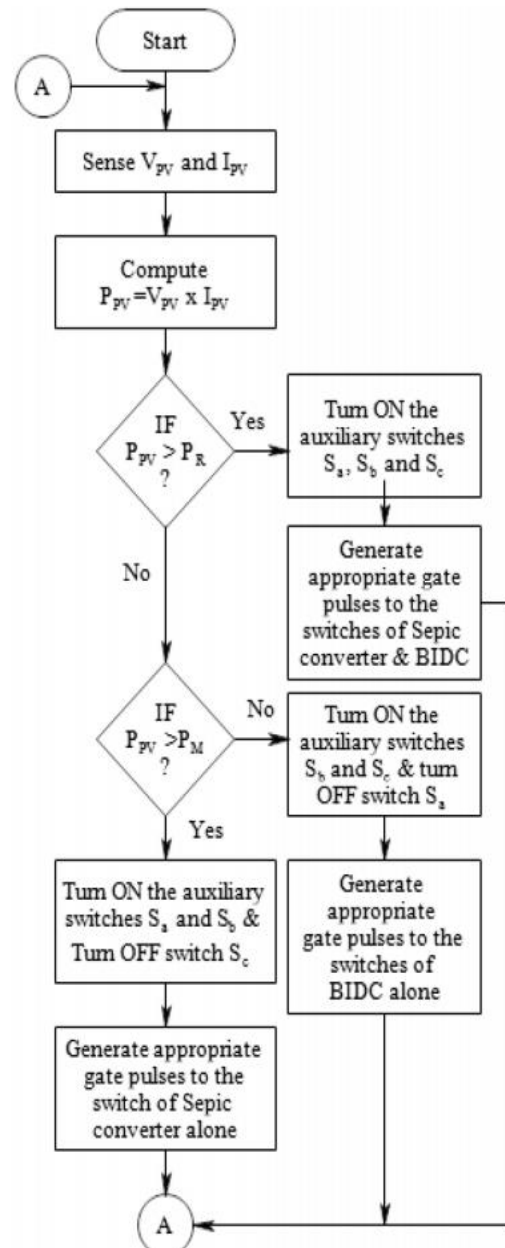 Start
A
Sense V_PV and I_PV
Compute
P_PV=V_PV x I_PV
IF
P_PV > P_R
?
Yes
Turn ON the
auxiliary switches
S_a, S_b and S_c
Generate
appropriate gate
pulses to the
switches of Sepic
converter & BIDC
No
IF
P_PV >P_M
?
No
Turn ON the
auxiliary switches
S_b and S_c & turn
OFF switch S_a
Yes
Generate
appropriate
gate pulses to the
switches of
BIDC alone
Turn ON the auxiliary
switches S_a and S_b &
Turn OFF switch S_c
Generate appropriate
gate pulses to the
switch of Sepic
converter alone
A